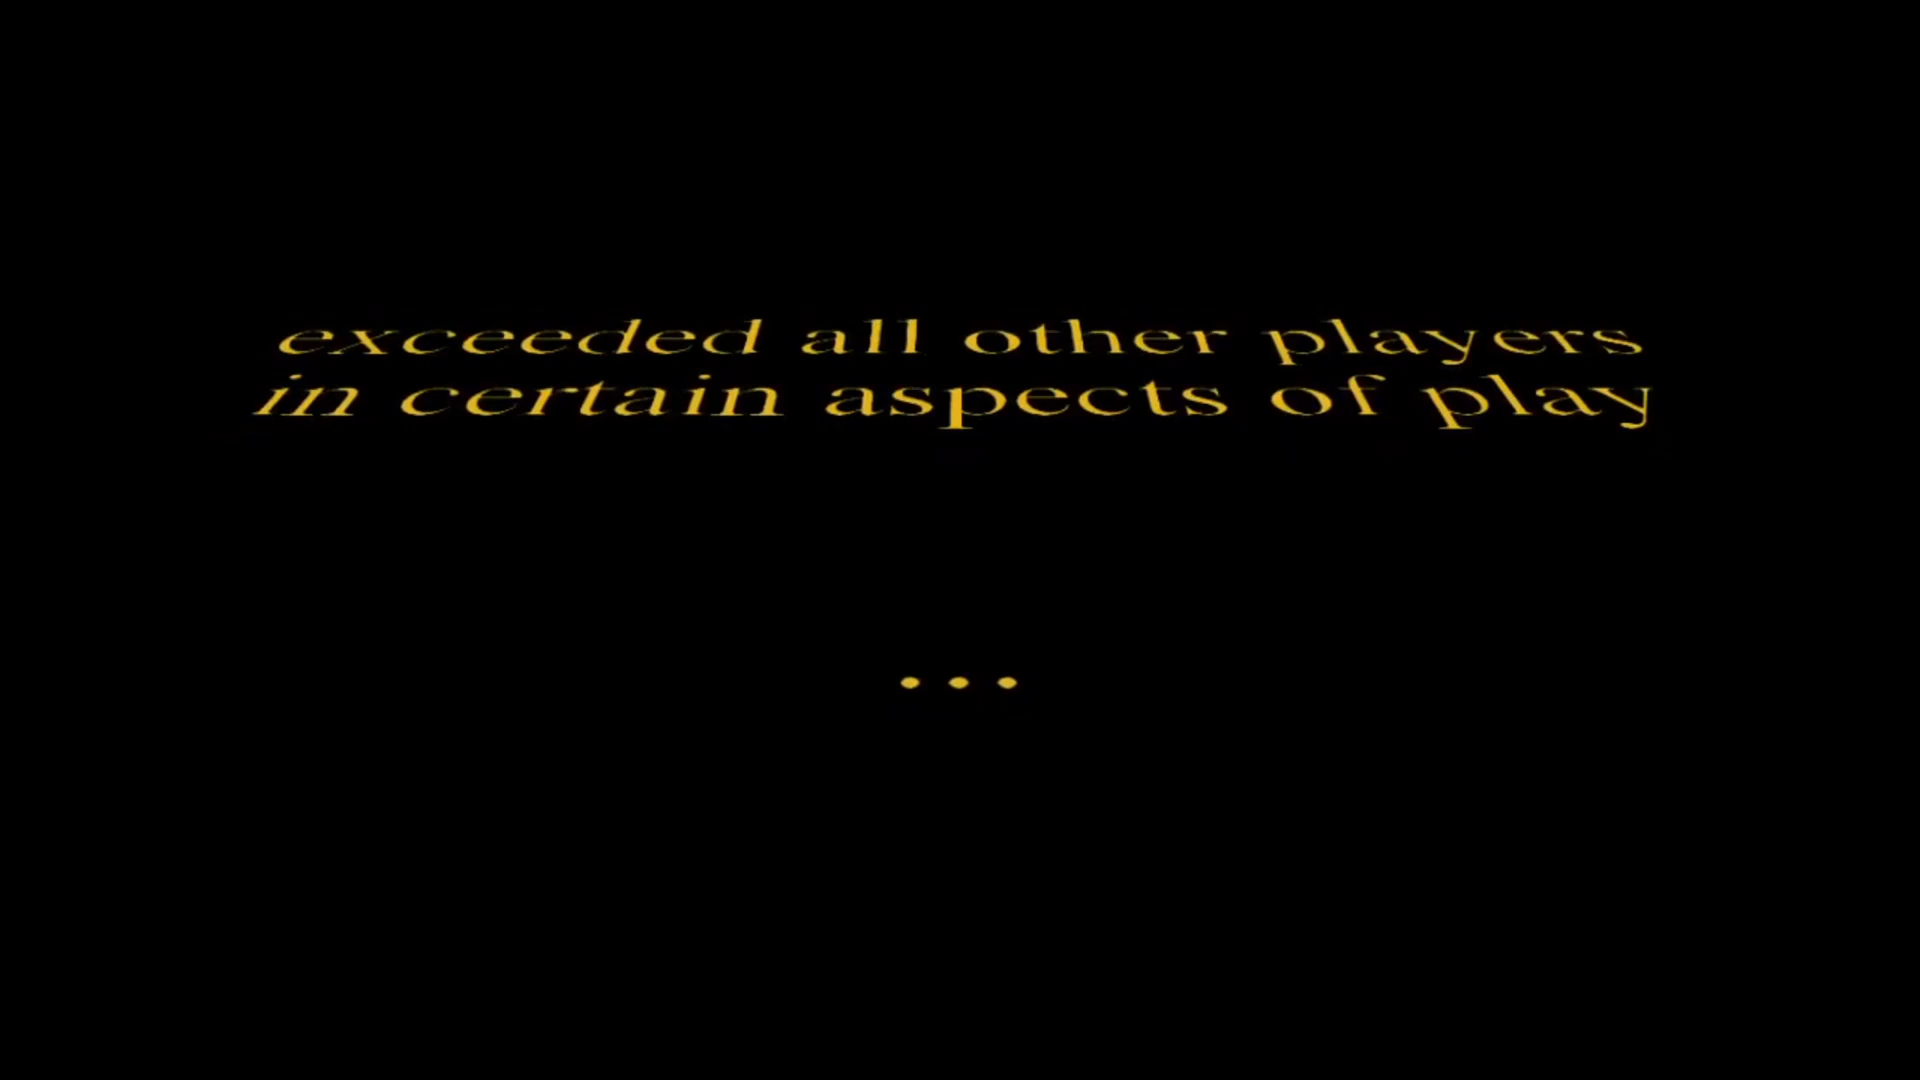 exceeded all other players
in certain aspects of play
...